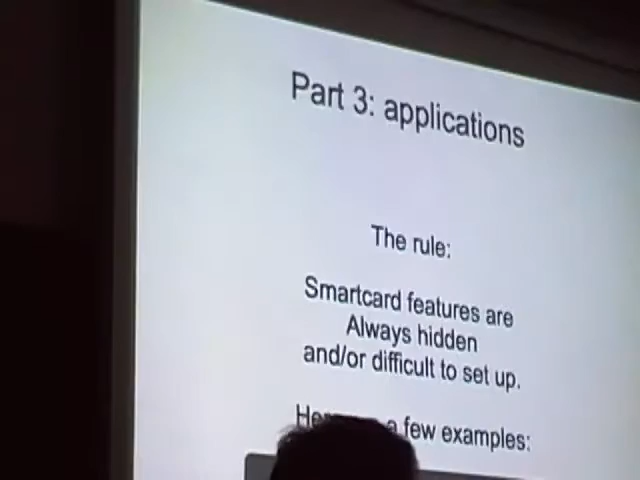 Part 3: applications
The rule:
Smartcard features are
Always hidden
and/or difficult to set up.
a few examples: